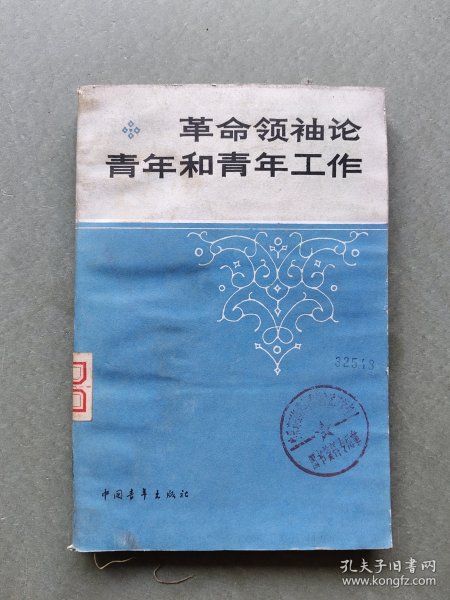 革命领袖论
青年和青年工作
32513
中国青年出版社
孔夫子旧书网
www.kongfz.com